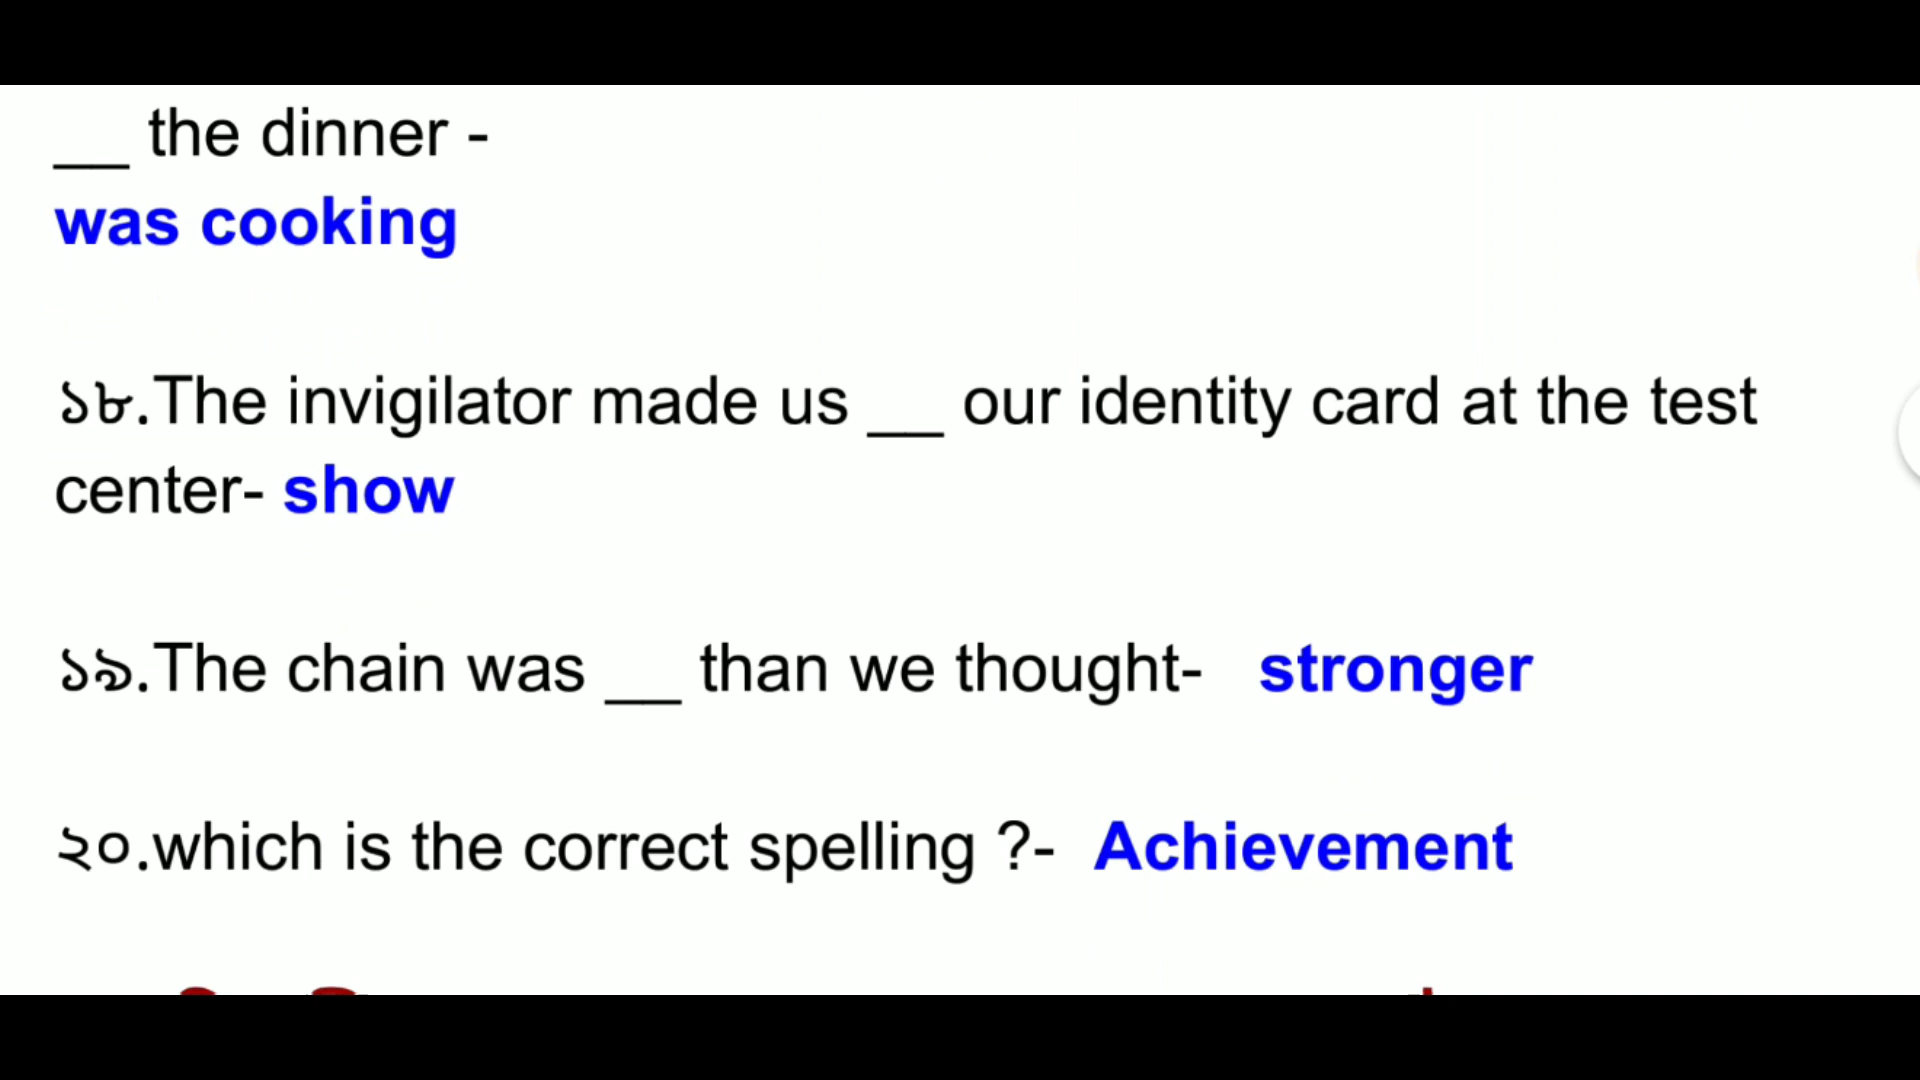 __ the dinner -
was cooking
১৮.The invigilator made us __ our identity card at the test
center- show
১৯.The chain was __ than we thought- stronger
২০.which is the correct spelling ?- Achievement